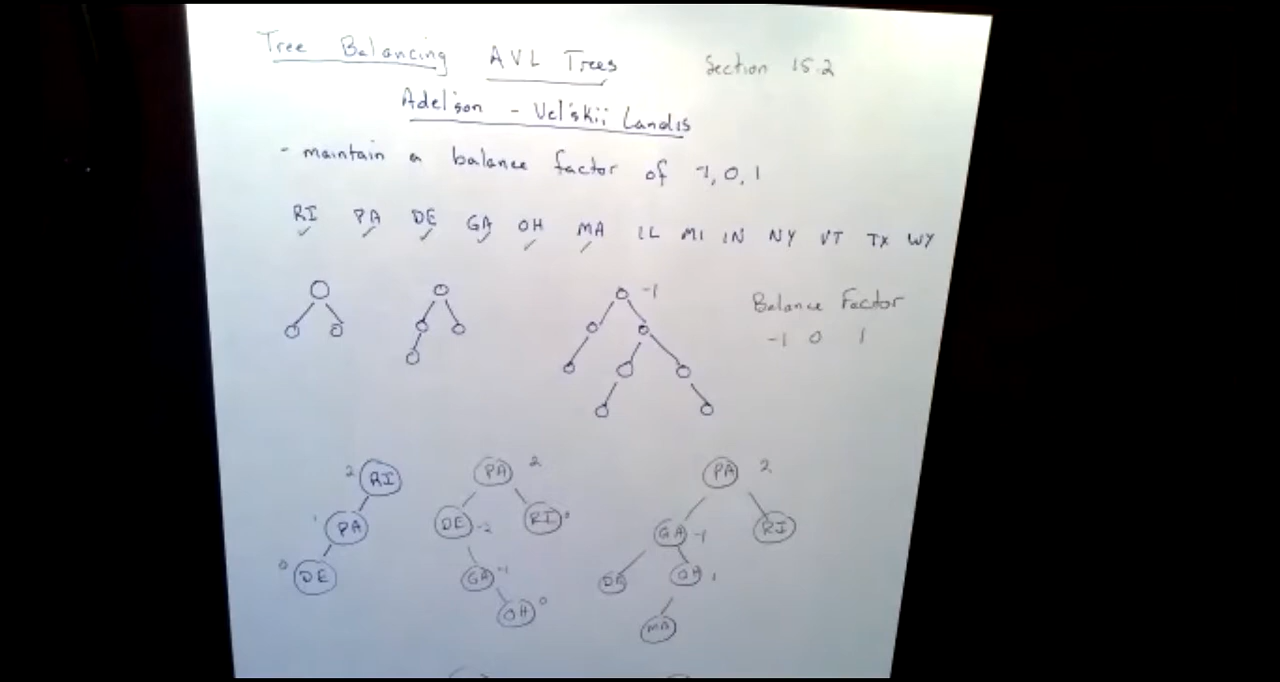 Tree Balancing AVL Trees Section 15.2
Adel'son - Vel'skii Landis
- maintain a balance factor of -1, 0, 1
RI PA DE GA OH MA IL MI IN NY VT TX WY
-1
Balance Factor
-1 0 1
2 RI
1 PA
0 DE
PA 2
DE -2 RI 0
GA -1
OH 0
PA 2
GA -1 RI
DE OH 1
MA